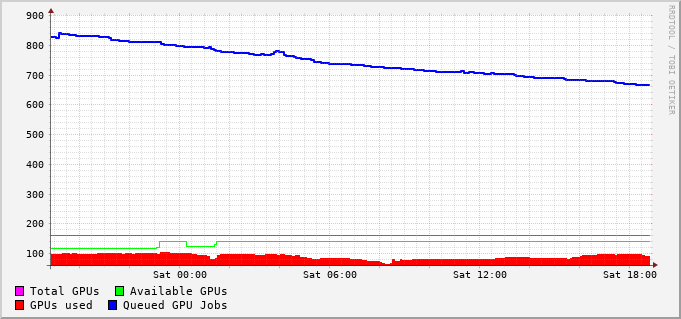 RRDTOOL / TOBI OETIKER
900
800
700
600
500
400
300
200
100
Sat 00:00 Sat 06:00 Sat 12:00 Sat 18:00
Total GPUs Available GPUs
GPUs used Queued GPU Jobs